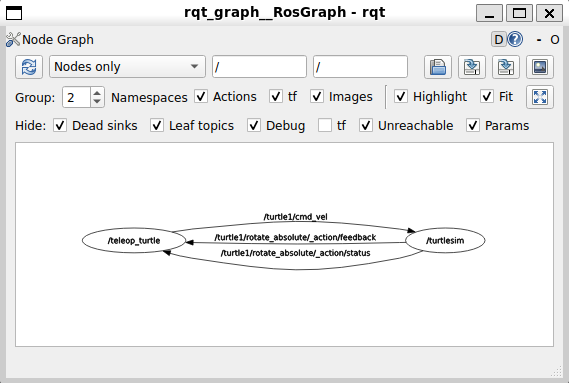 rqt_graph__RosGraph - rqt
Node Graph D ? - O
Nodes only / /
Group: 2 Namespaces Actions tf Images Highlight Fit
Hide: Dead sinks Leaf topics Debug tf Unreachable Params
/turtle1/cmd_vel
/teleop_turtle /turtle1/rotate_absolute/_action/feedback /turtlesim
/turtle1/rotate_absolute/_action/status